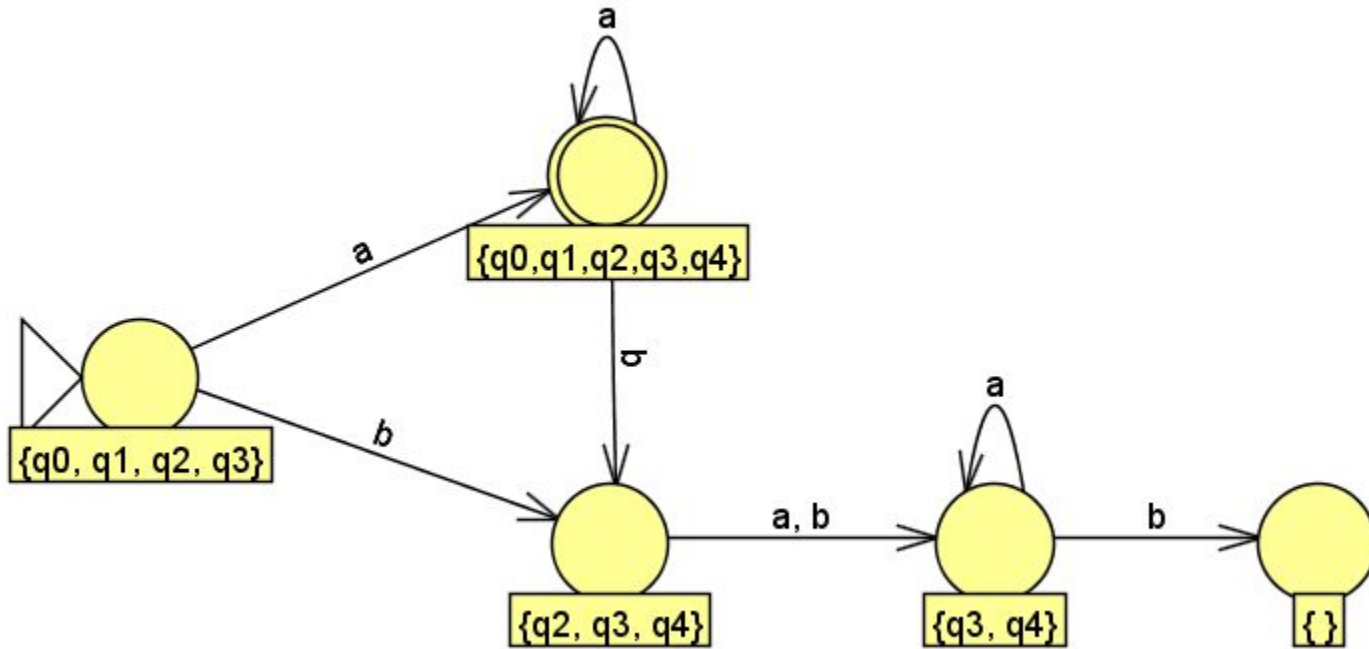 a
a
{q0,q1,q2,q3,q4}
b
{q0, q1, q2, q3}
b
a
a, b
b
{q2, q3, q4}
{q3, q4}
{ }